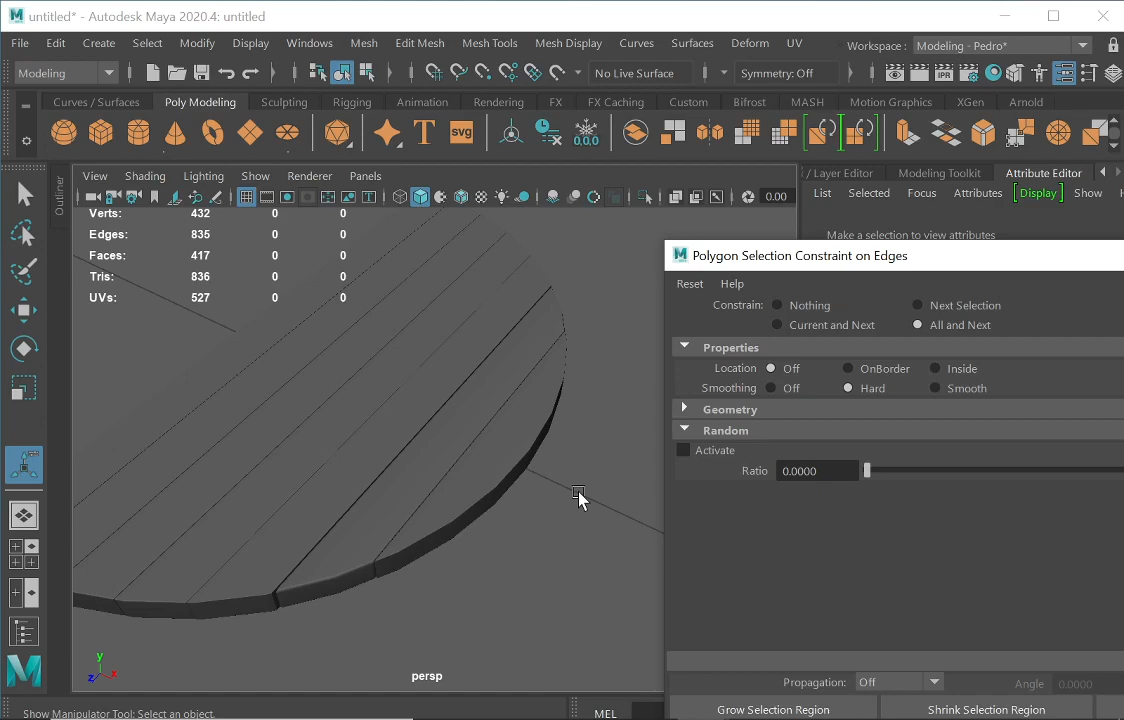 untitled* - Autodesk Maya 2020.4: untitled
File Edit Create Select Modify Display Windows Mesh Edit Mesh Mesh Tools Mesh Display Curves Surfaces Deform UV Workspace : Modeling - Pedro*
Modeling No Live Surface Symmetry: Off
Curves / Surfaces Poly Modeling Sculpting Rigging Animation Rendering FX FX Caching Custom Bifrost MASH Motion Graphics XGen Arnold
T SVG 0,0,0
View Shading Lighting Show Renderer Panels
/ Layer Editor Modeling Toolkit Attribute Editor
List Selected Focus Attributes Display Show
0.00
Outliner
Make a selection to view attributes
Verts: 432 0 0
Edges: 835 0 0
Faces: 417 0 0
Tris: 836 0 0
UVs: 527 0 0
Polygon Selection Constraint on Edges
Reset Help
Constrain: Nothing Next Selection
Current and Next All and Next
Properties
Location Off OnBorder Inside
Smoothing Off Hard Smooth
Geometry
Random
Activate
Ratio 0.0000
Propagation: Off Angle 0.0000
Grow Selection Region Shrink Selection Region
y
z x
persp
Show Manipulator Tool: Select an object.
MEL